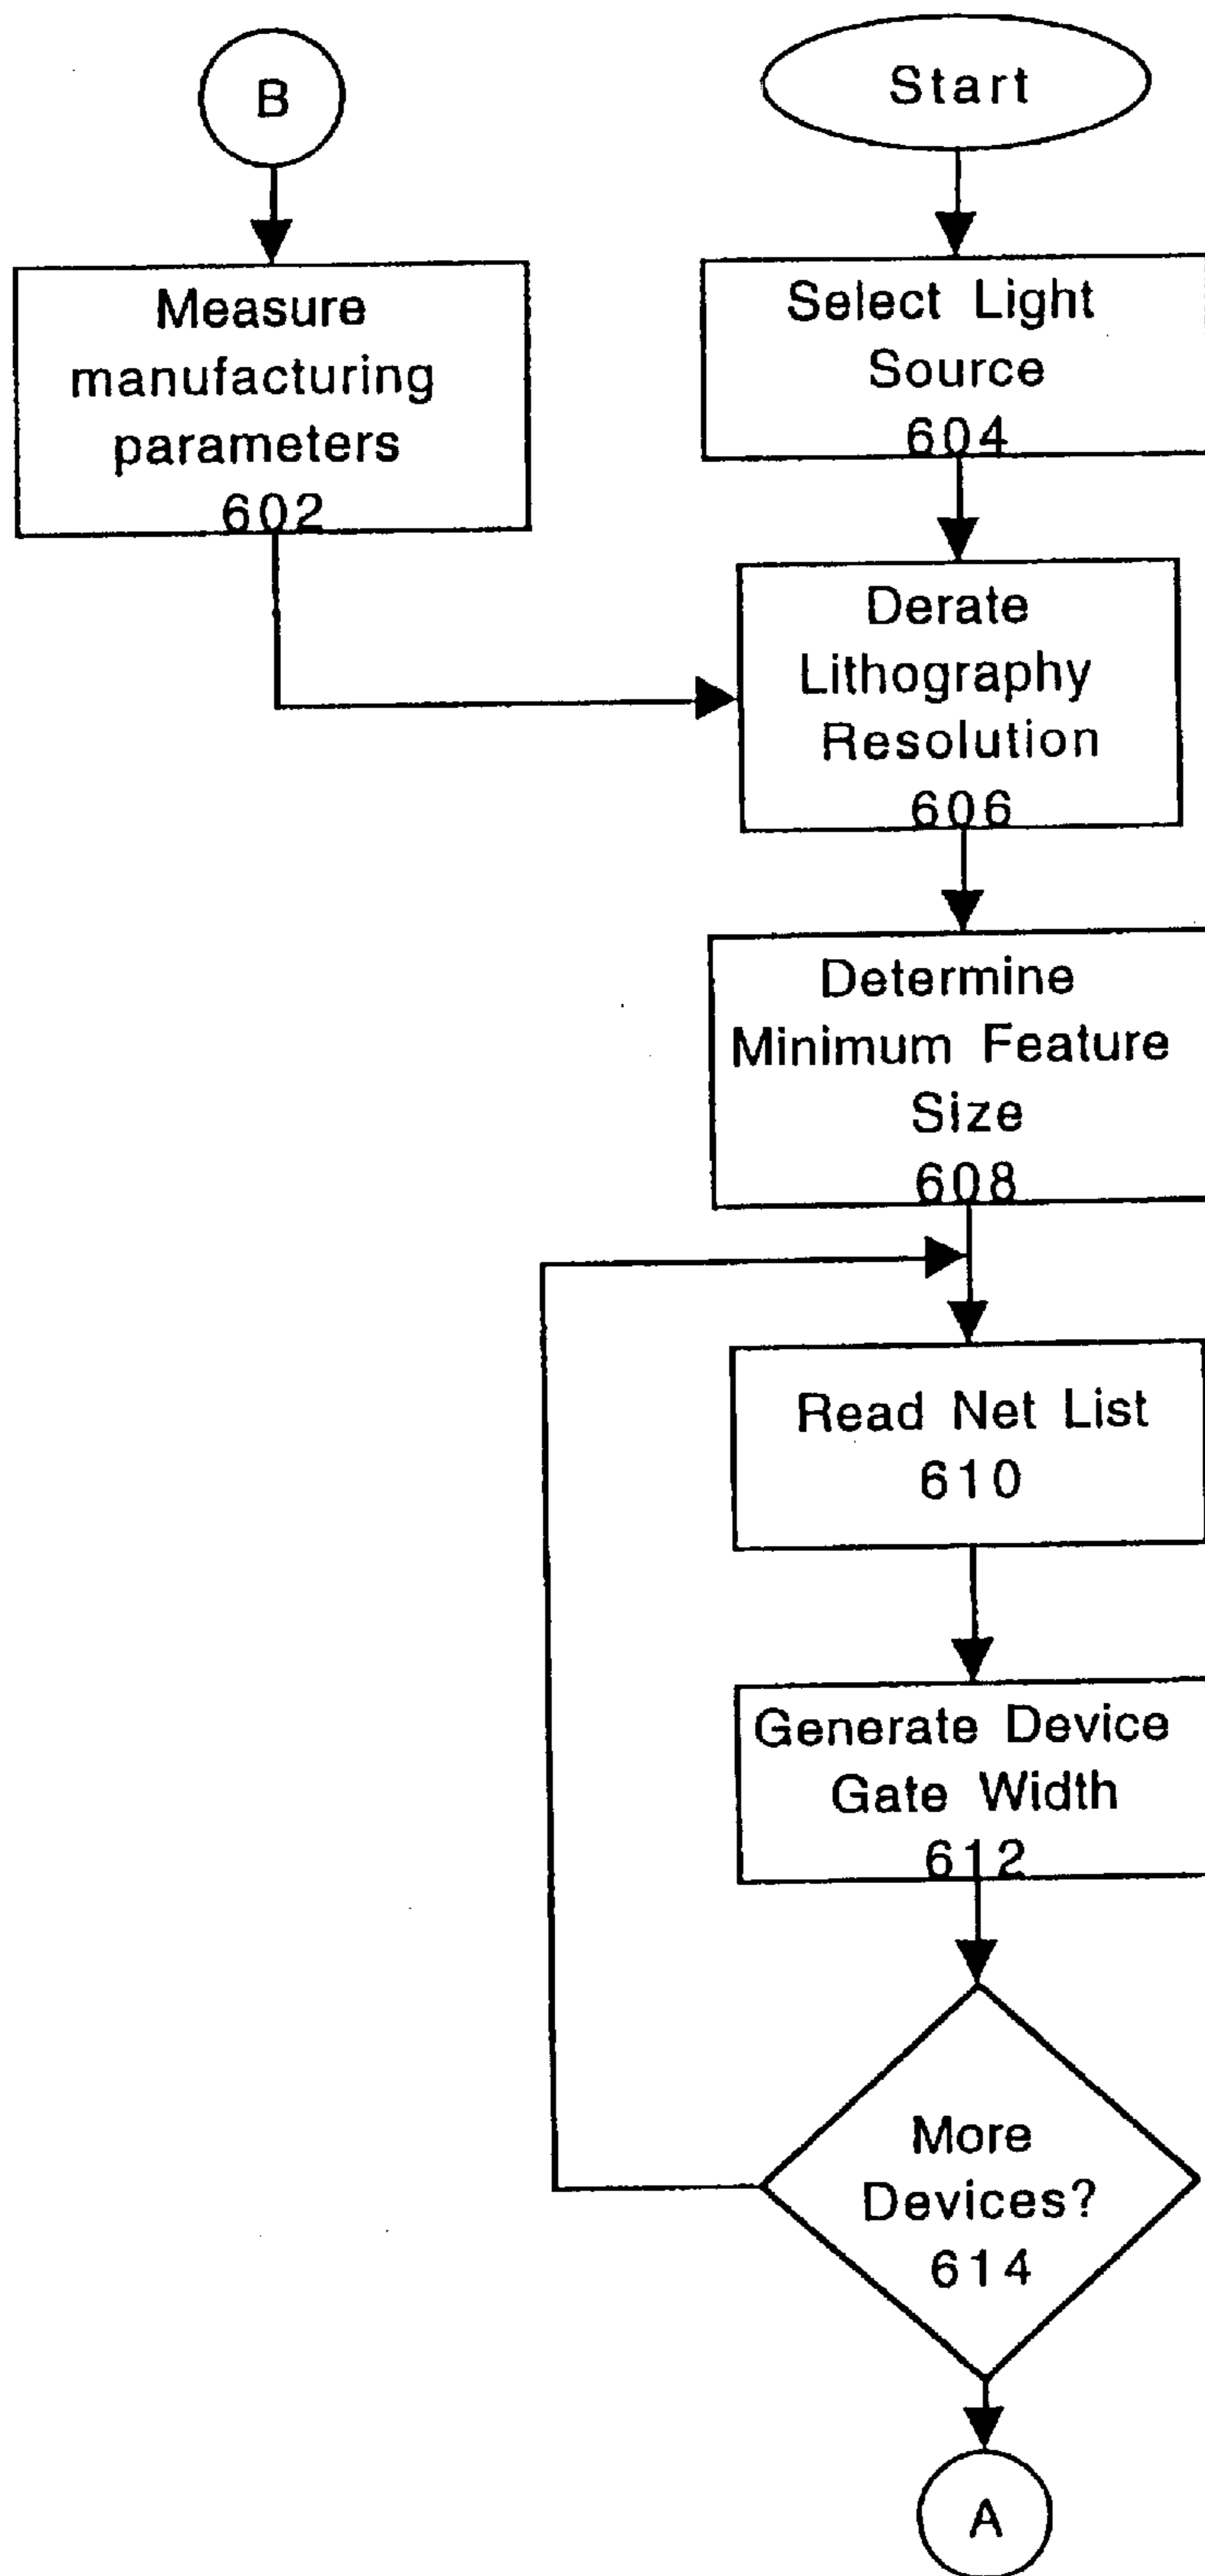 B
Start
Measure
manufacturing
parameters
602
Select Light
Source
604
Derate
Lithography
Resolution
606
Determine
Minimum Feature
Size
608
Read Net List
610
Generate Device
Gate Width
612
More
Devices?
614
A